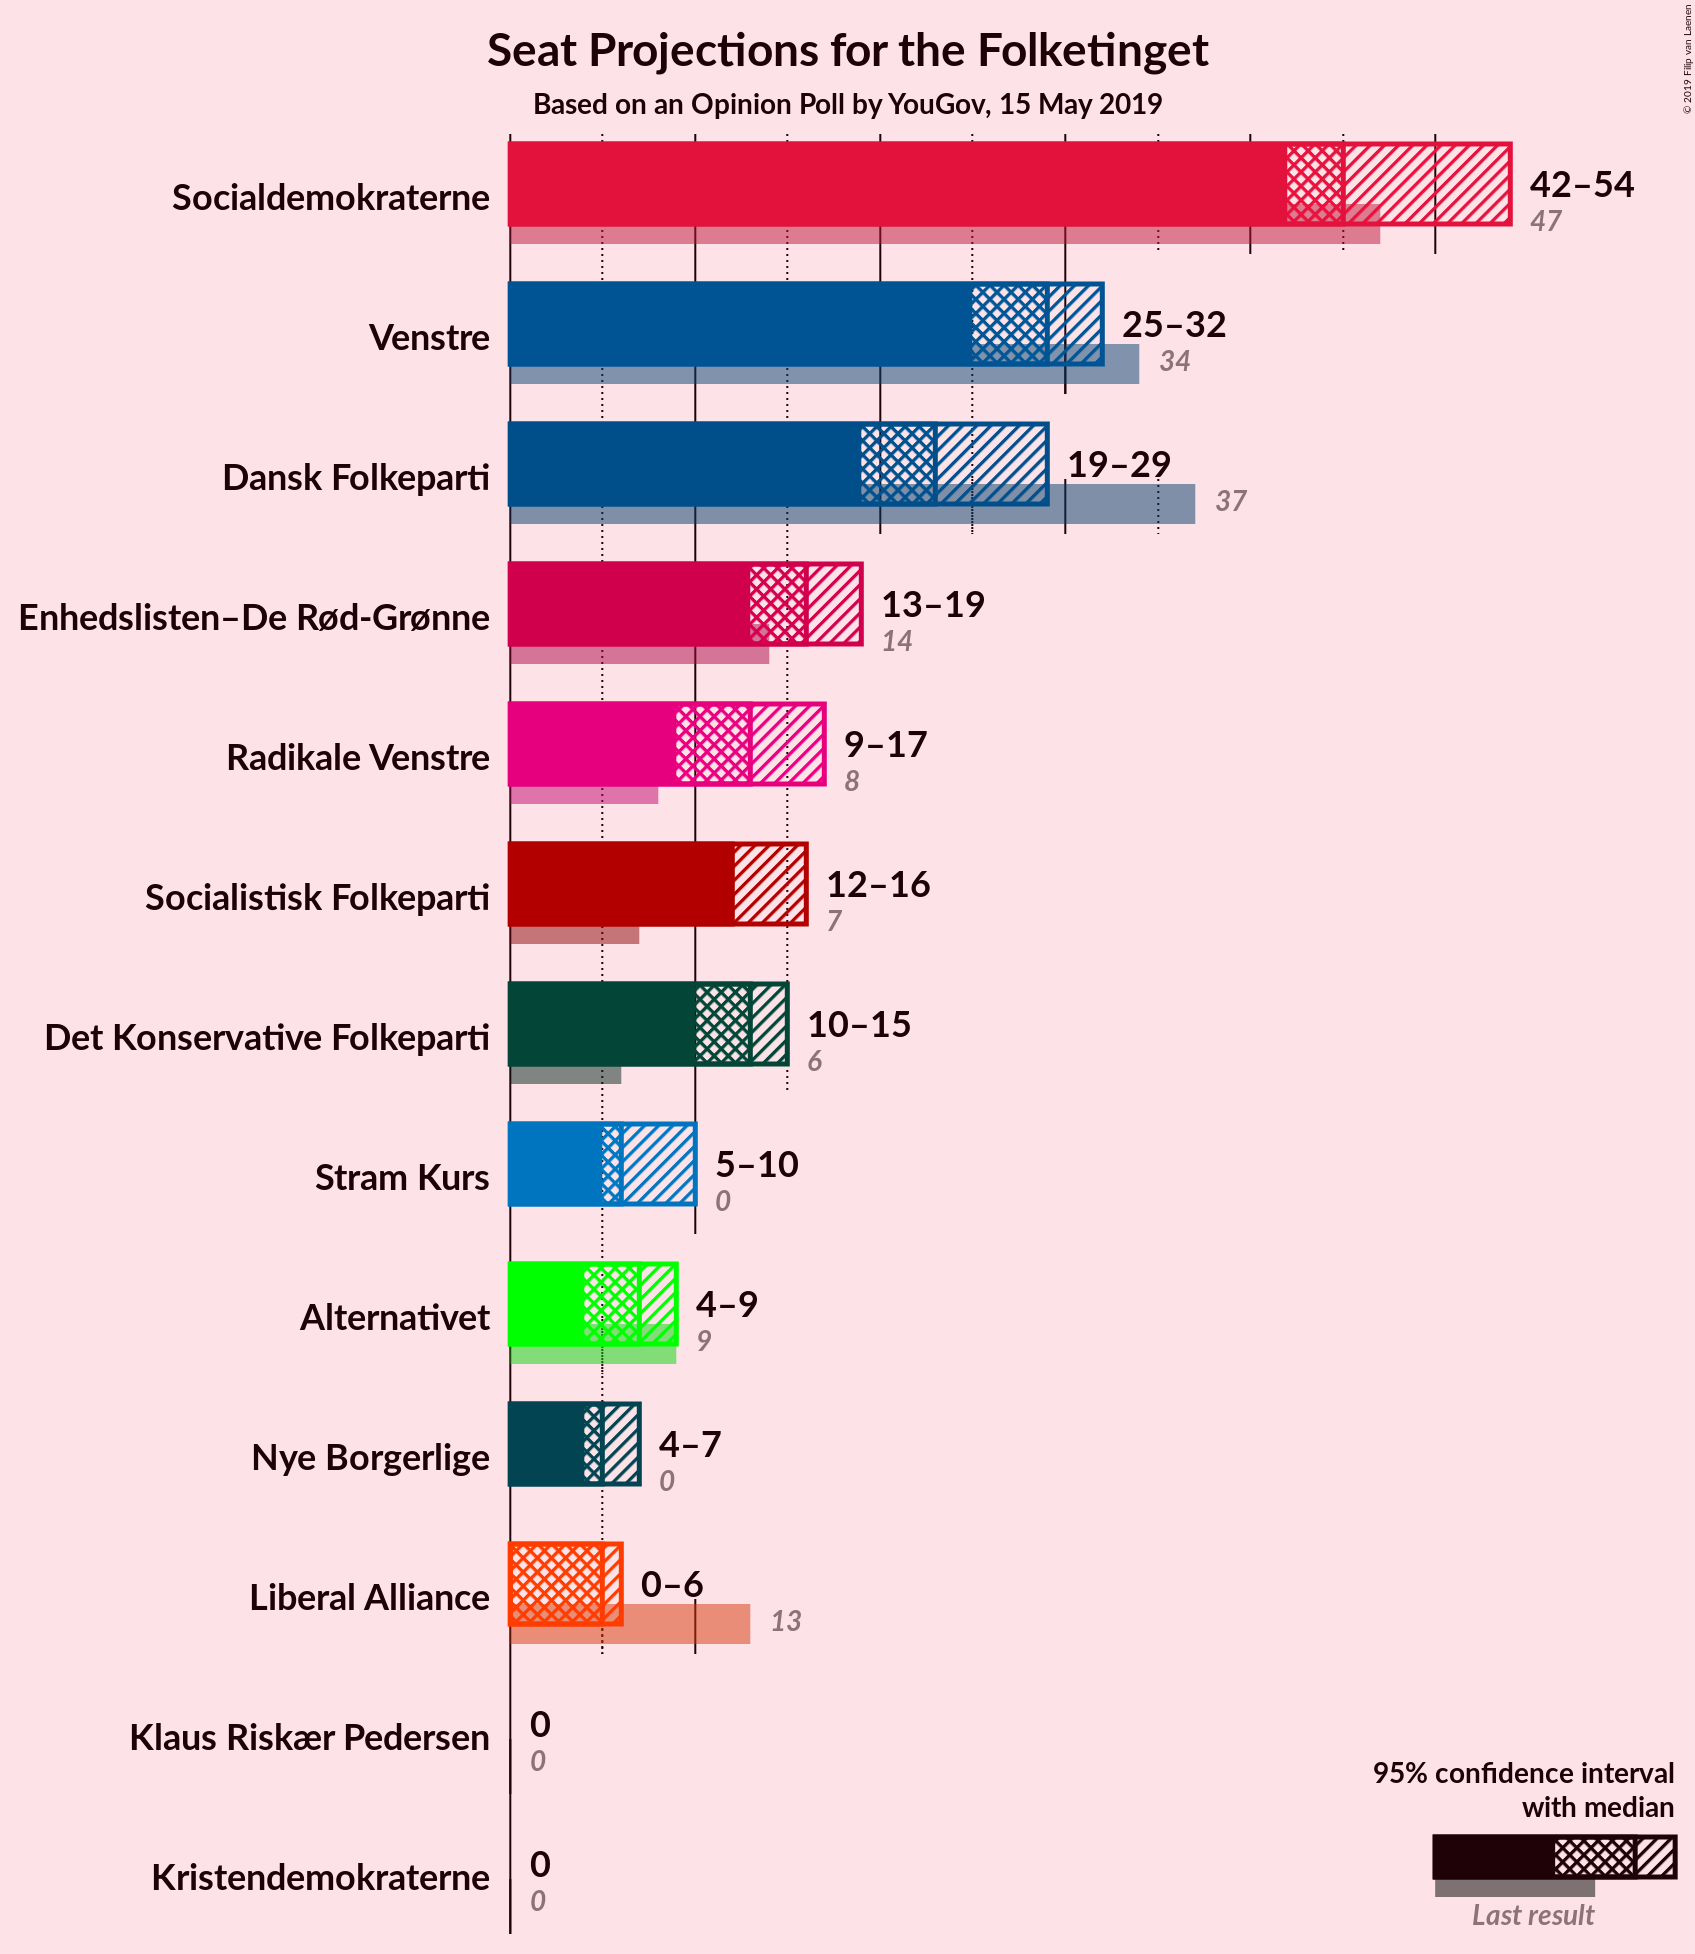 Seat Projections for the Folketinget
Based on an Opinion Poll by YouGov, 15 May 2019
© 2019 Filip van Laenen
Socialdemokraterne
42–54
47
Venstre
25–32
34
Dansk Folkeparti
19–29
37
Enhedslisten–De Rød-Grønne
13–19
14
Radikale Venstre
9–17
8
Socialistisk Folkeparti
12–16
7
Det Konservative Folkeparti
10–15
6
Stram Kurs
5–10
0
Alternativet
4–9
9
Nye Borgerlige
4–7
0
Liberal Alliance
0–6
13
Klaus Riskær Pedersen
0
0
Kristendemokraterne
0
0
95% confidence interval
with median
Last result